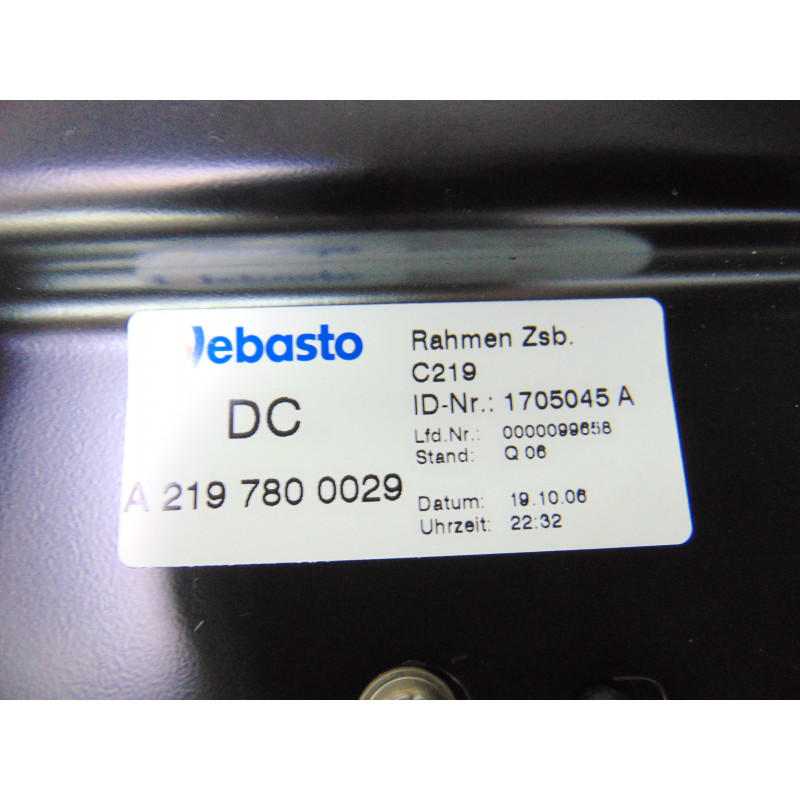 Webasto
DC
A 219 780 0029
Rahmen Zsb.
C219
ID-Nr.: 1705045 A
Lfd.Nr.: 0000099658
Stand: Q 06
Datum: 19.10.06
Uhrzeit: 22:32